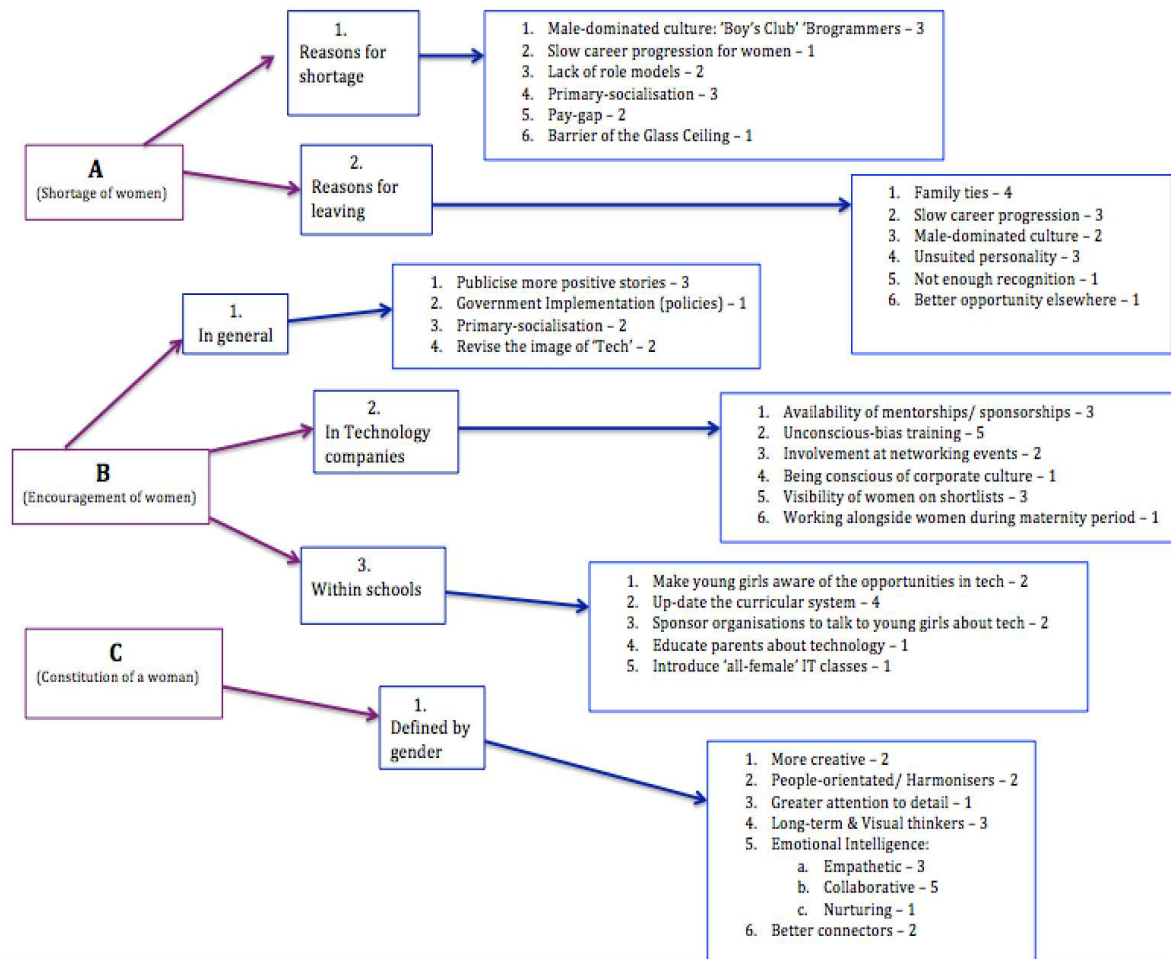 1.
Reasons for
shortage
1. Male-dominated culture: ‘Boy’s Club’ ‘Brogrammers – 3
2. Slow career progression for women – 1
3. Lack of role models – 2
4. Primary-socialisation – 3
5. Pay-gap – 2
6. Barrier of the Glass Ceiling – 1
A
(Shortage of women)
2.
Reasons for
leaving
1. Family ties – 4
2. Slow career progression – 3
3. Male-dominated culture – 2
4. Unsuited personality – 3
5. Not enough recognition – 1
6. Better opportunity elsewhere – 1
1.
In general
1. Publicise more positive stories – 3
2. Government Implementation (policies) – 1
3. Primary-socialisation – 2
4. Revise the image of ‘Tech’ – 2
B
(Encouragement of women)
2.
In Technology
companies
1. Availability of mentorships/ sponsorships – 3
2. Unconscious-bias training – 5
3. Involvement at networking events – 2
4. Being conscious of corporate culture – 1
5. Visibility of women on shortlists – 3
6. Working alongside women during maternity period – 1
3.
Within schools
1. Make young girls aware of the opportunities in tech – 2
2. Up-date the curricular system – 4
3. Sponsor organisations to talk to young girls about tech – 2
4. Educate parents about technology – 1
5. Introduce ‘all-female’ IT classes – 1
C
(Constitution of a woman)
1.
Defined by
gender
1. More creative – 2
2. People-orientated/ Harmonisers – 2
3. Greater attention to detail – 1
4. Long-term & Visual thinkers – 3
5. Emotional Intelligence:
a. Empathetic – 3
b. Collaborative – 5
c. Nurturing – 1
6. Better connectors – 2